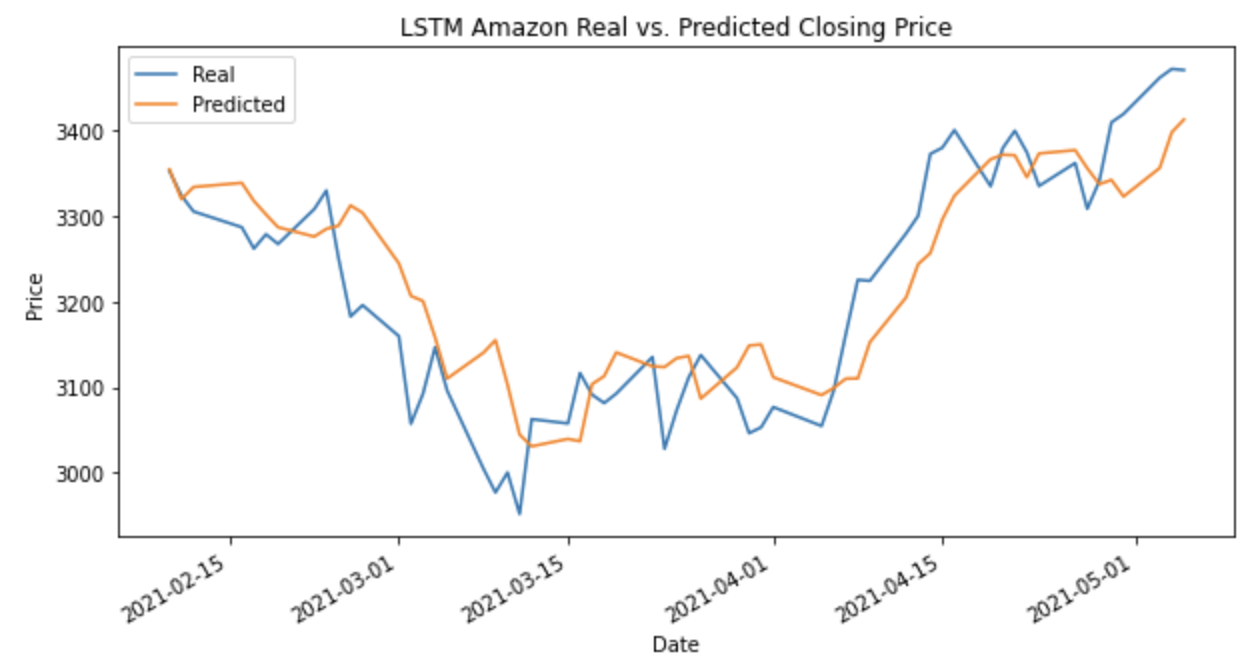 LSTM Amazon Real vs. Predicted Closing Price
Real
Predicted
3400
3300
3200
3100
3000
Price
2021-02-15
2021-03-01
2021-03-15
2021-04-01
2021-04-15
2021-05-01
Date